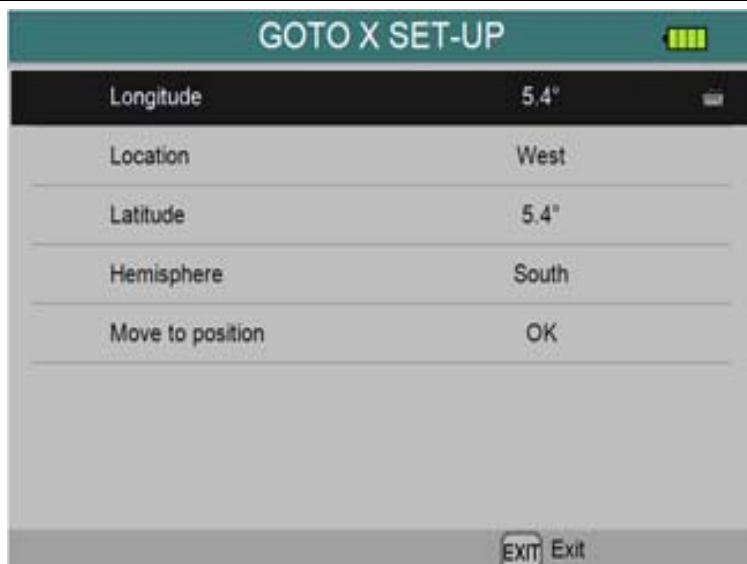 GOTO X SET-UP
Longitude 5.4°
Location West
Latitude 5.4°
Hemisphere South
Move to position OK
EXIT Exit